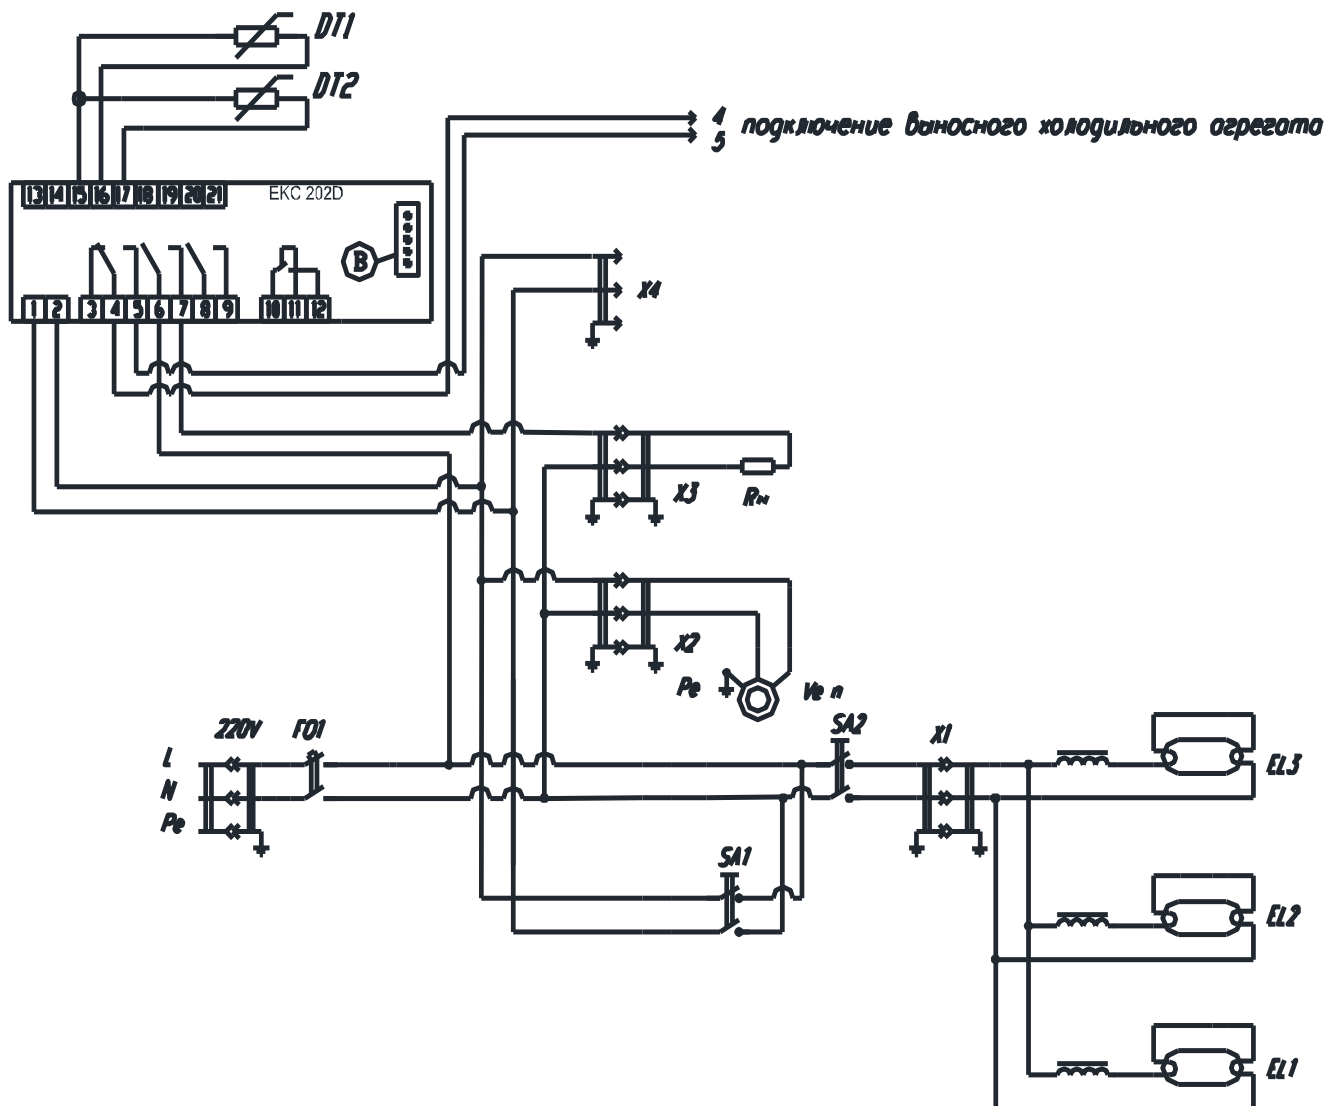 DT1
DT2
4
5
подключение выносного холодильного агрегата
13 14 15 16 17 18 19 20 21
EKC 202D
B
1 2 3 4 5 6 7 8 9 10 11 12
X4
X3
Rн
X2
Pe
Ve n
220V
FO1
SA2
X1
L
N
Pe
EL3
SA1
EL2
EL1